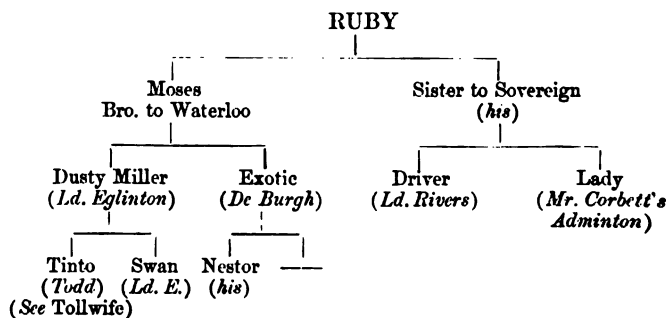 RUBY
Moses
Bro. to Waterloo
Sister to Sovereign
(his)
Dusty Miller
(Ld. Eglinton)
Exotic
(De Burgh)
Driver
(Ld. Rivers)
Lady
(Mr. Corbett's
Adminton)
Tinto
(Todd)
(See Tollwife)
Swan
(Ld. E.)
Nestor
(his)